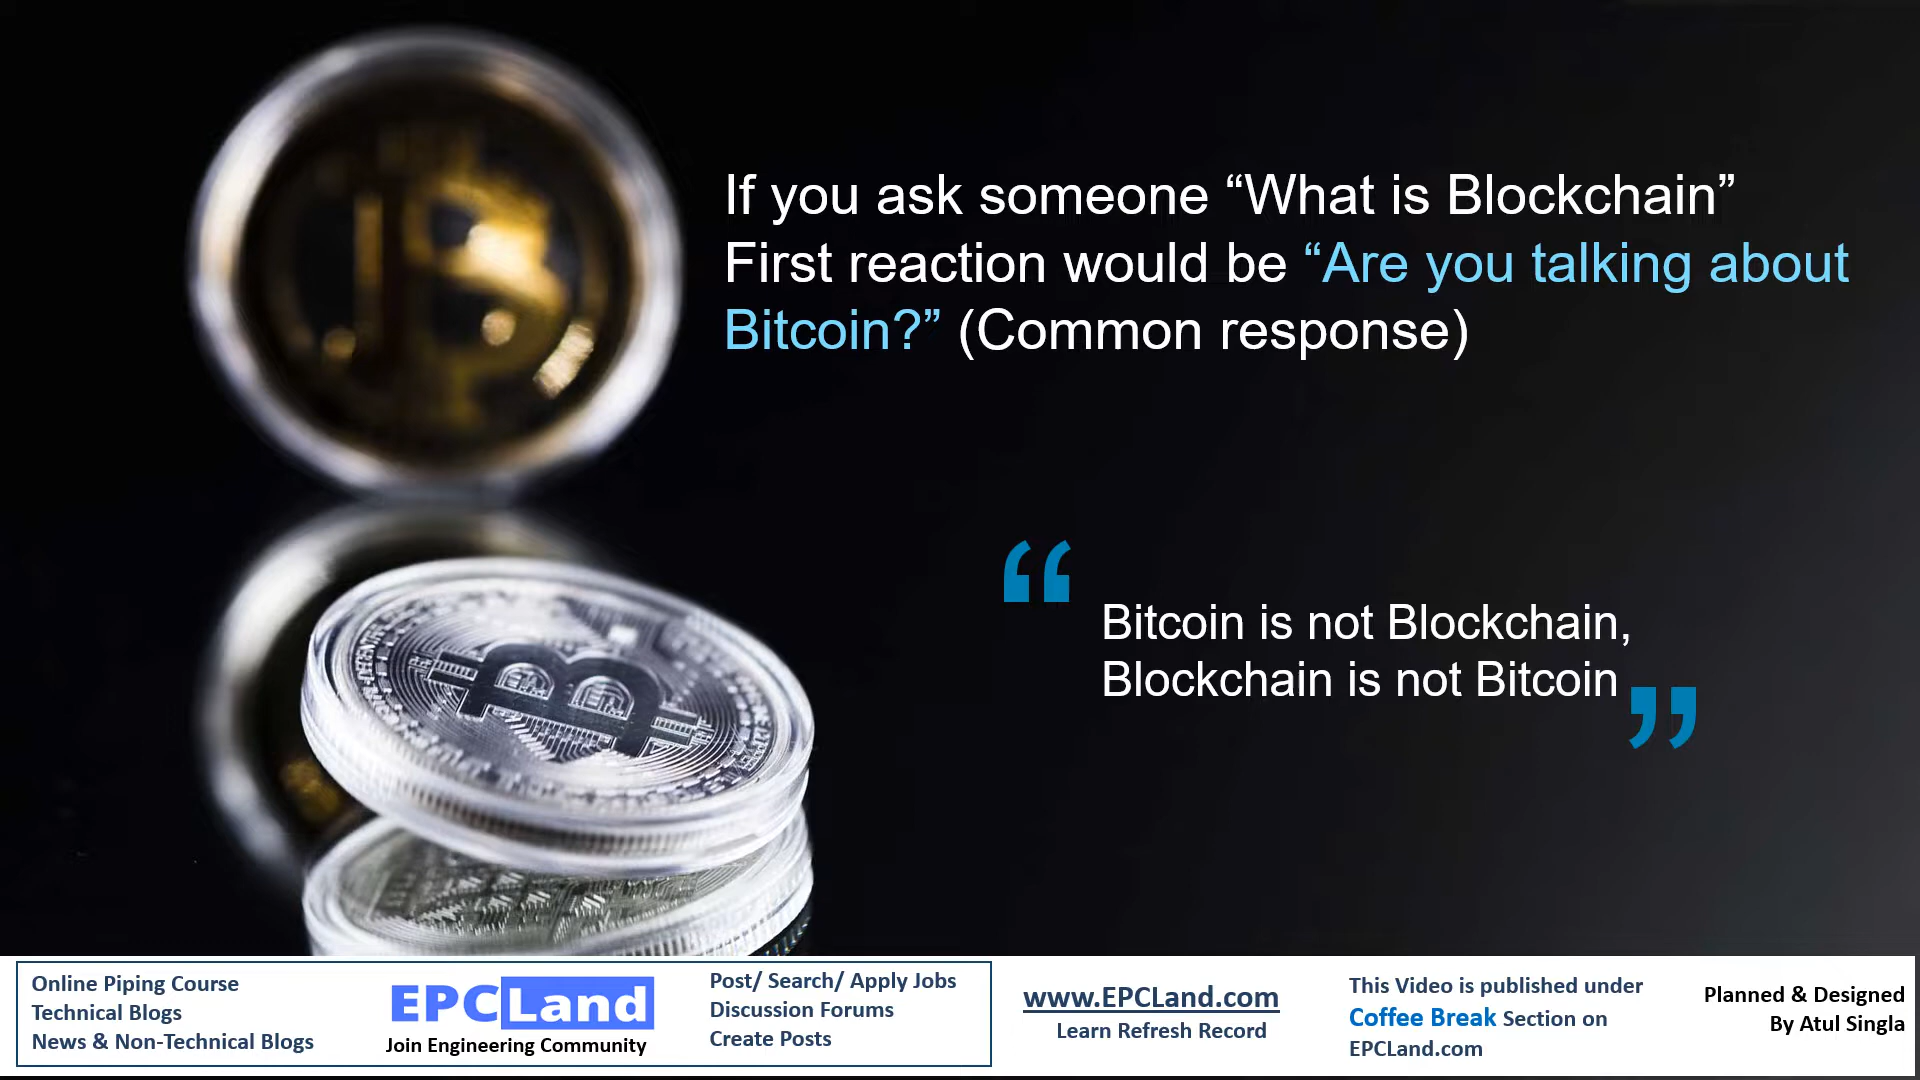 If you ask someone “What is Blockchain”
First reaction would be “Are you talking about
Bitcoin?” (Common response)
“
Bitcoin is not Blockchain,
Blockchain is not Bitcoin
”
Online Piping Course
Technical Blogs
News & Non-Technical Blogs
EPCLand
Join Engineering Community
Post/ Search/ Apply Jobs
Discussion Forums
Create Posts
www.EPCLand.com
Learn Refresh Record
This Video is published under
Coffee Break Section on
EPCLand.com
Planned & Designed
By Atul Singla